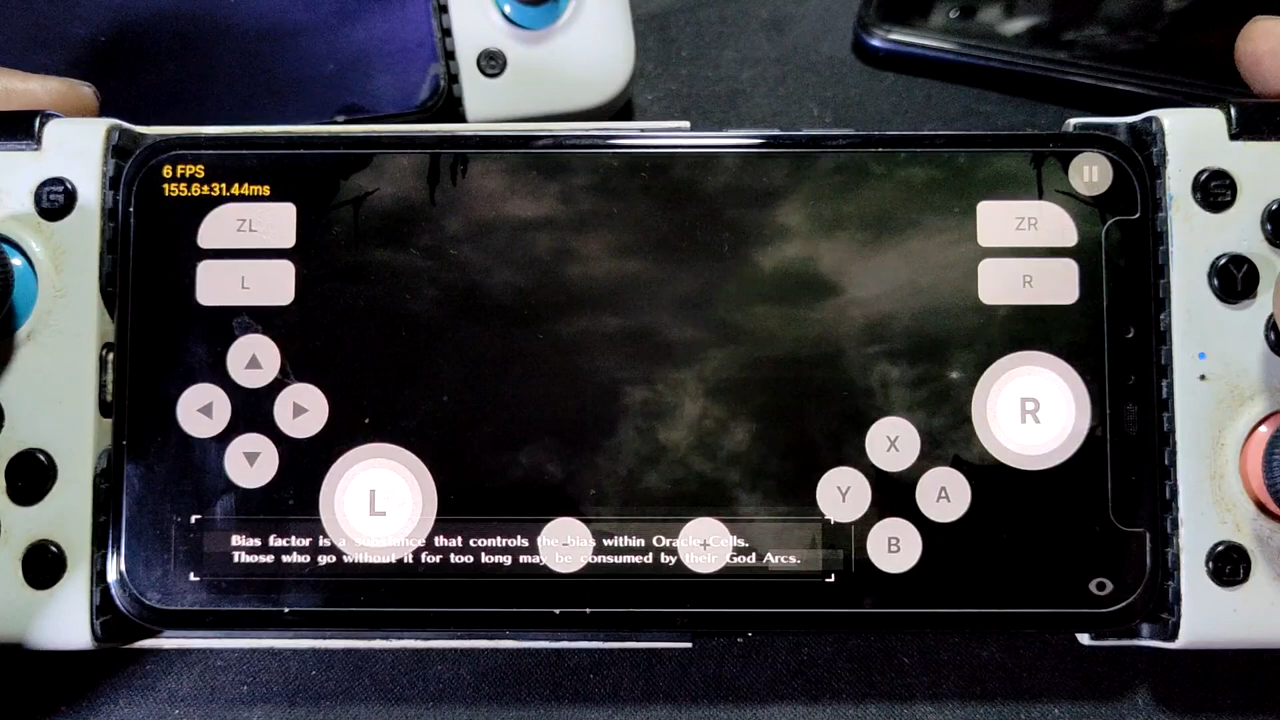 6 FPS
155.6±31.44ms
ZL
ZR
L
R
S
Y
R
X
L
Y
A
- +
B
Bias factor is a substance that controls the bias within Oracle Cells.
Those who go without it for too long may be consumed by their God Arcs.